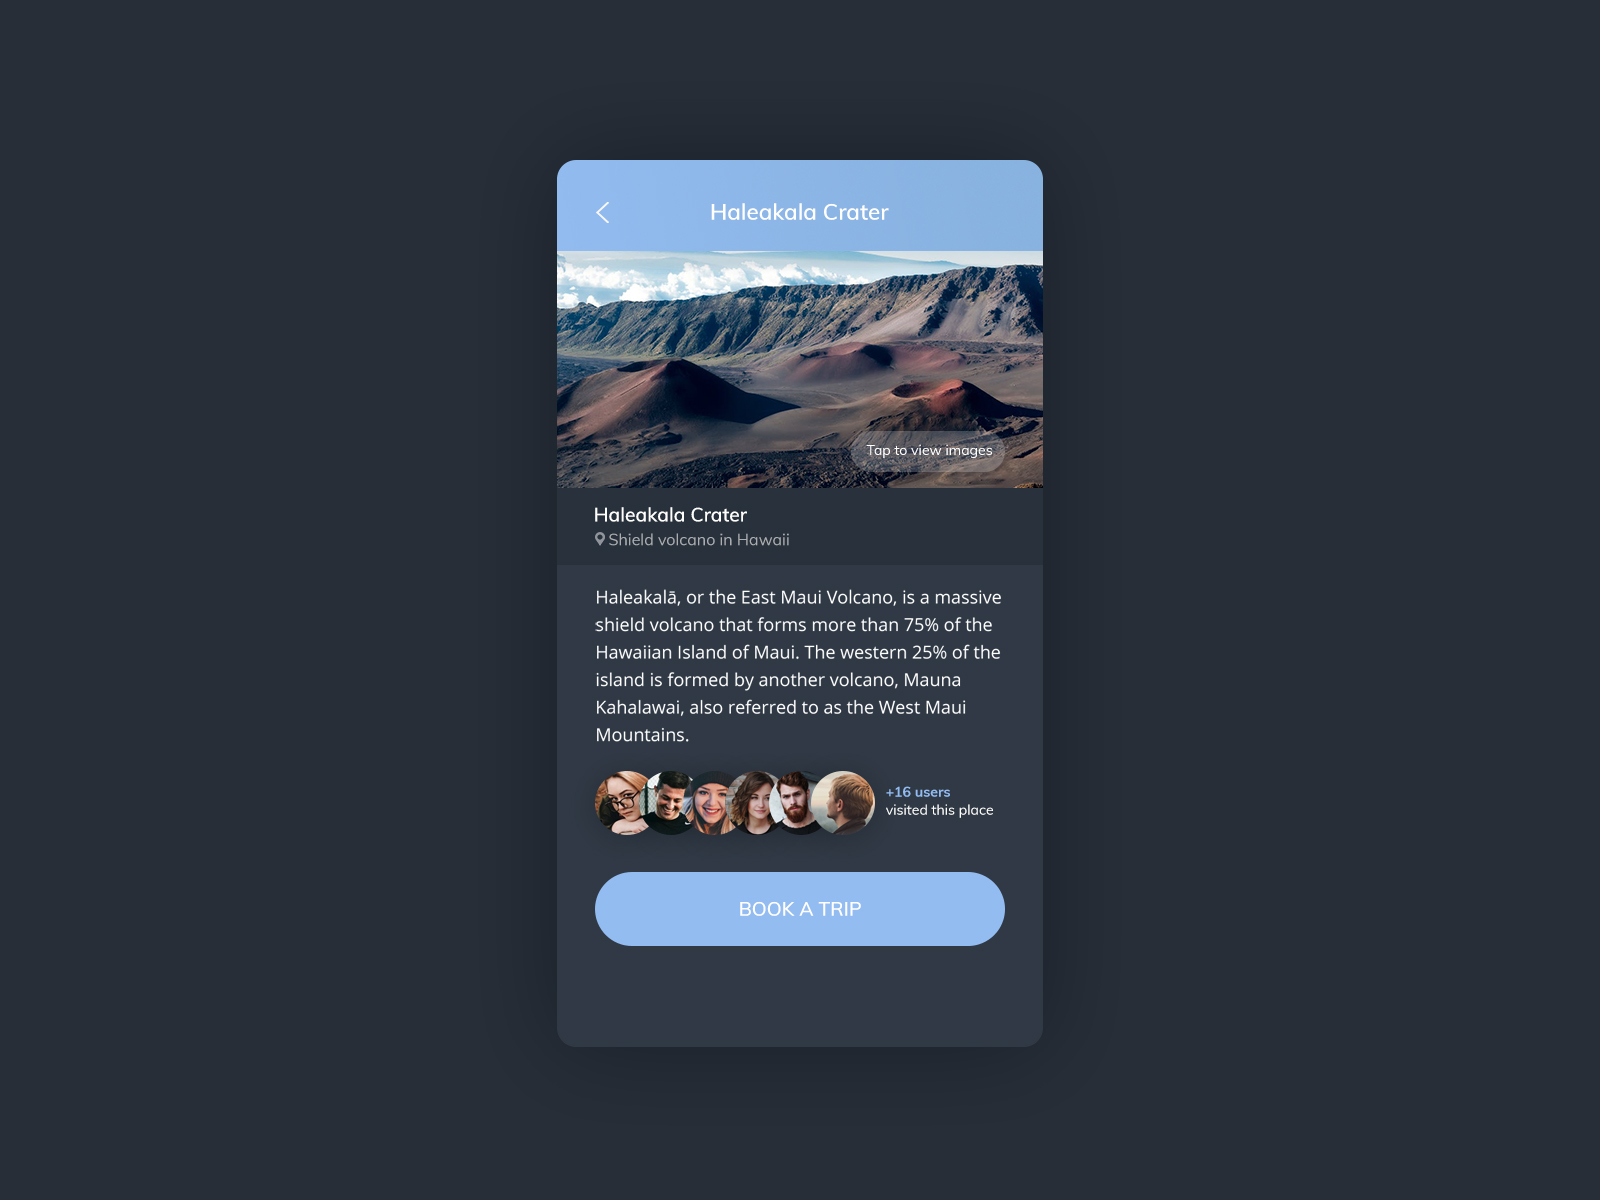 Haleakala Crater
Tap to view images
Haleakala Crater
Shield volcano in Hawaii
Haleakalā, or the East Maui Volcano, is a massive
shield volcano that forms more than 75% of the
Hawaiian Island of Maui. The western 25% of the
island is formed by another volcano, Mauna
Kahalawai, also referred to as the West Maui
Mountains.
+16 users
visited this place
BOOK A TRIP